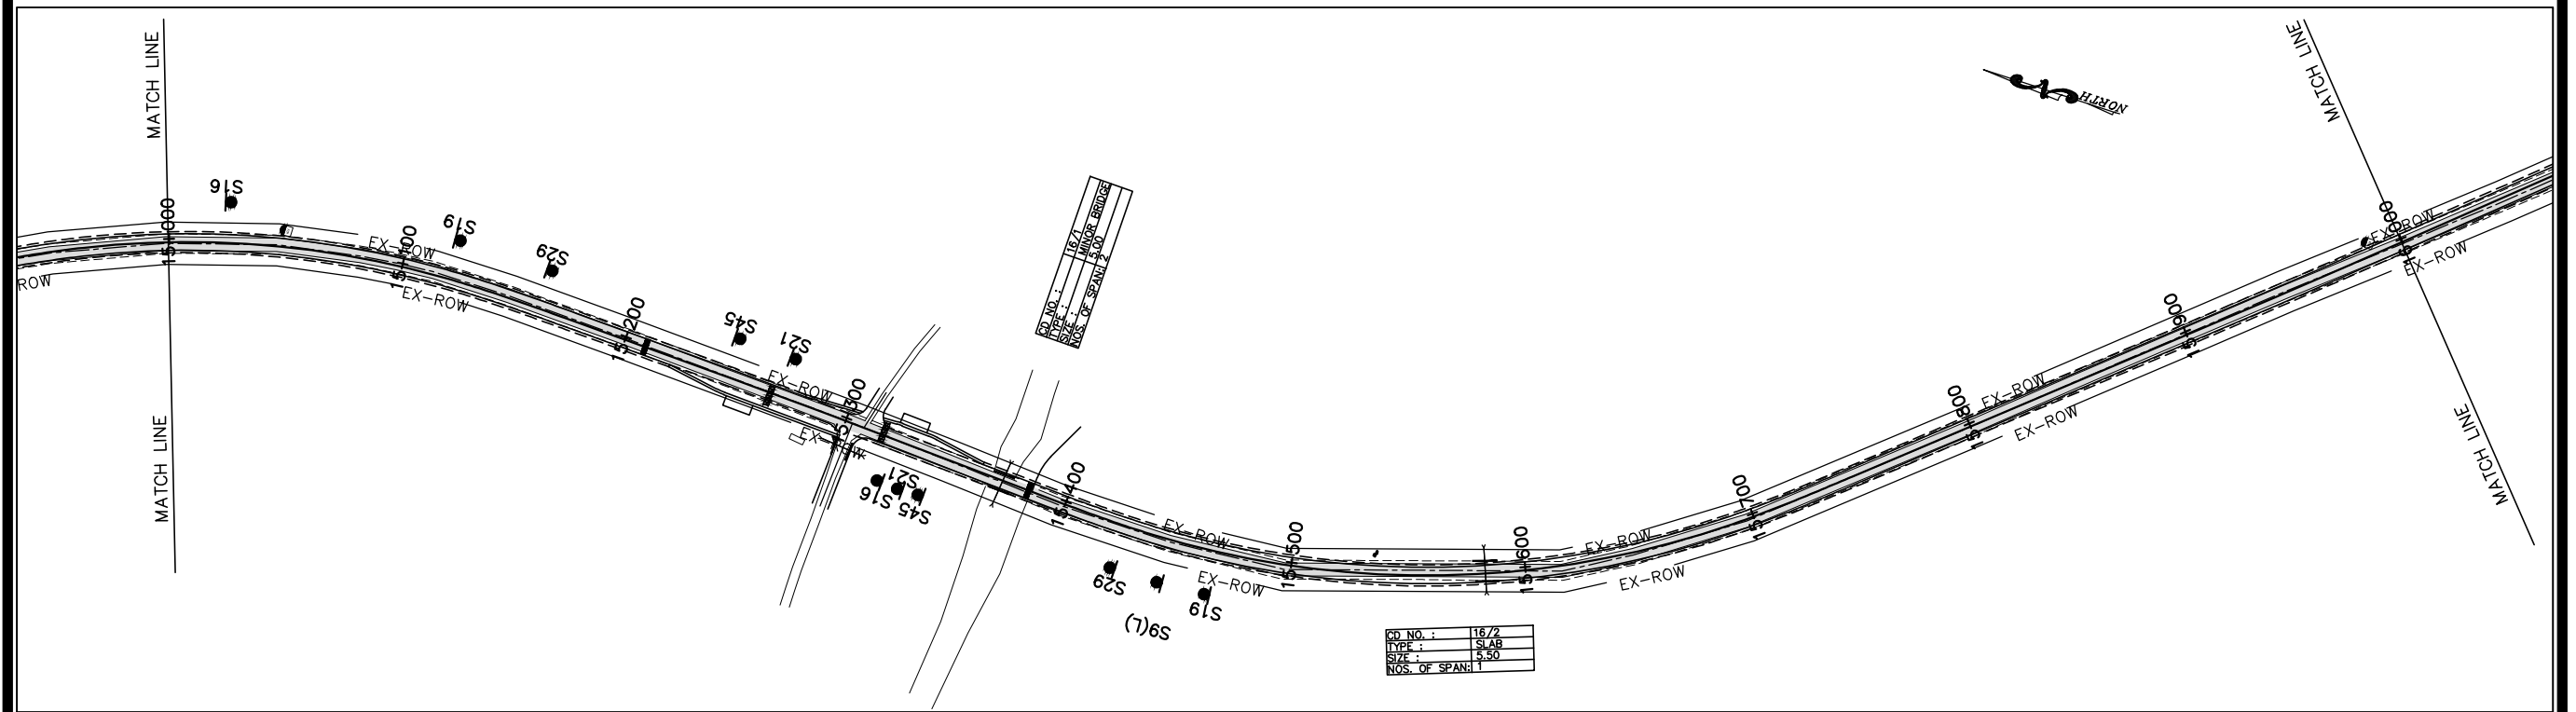 MATCH LINE
MATCH LINE
MATCH LINE
MATCH LINE
NORTH
S16
S19
S29
S45
S21
15+000
15+100
15+200
15+300
15+400
15+500
15+600
15+700
15+800
15+900
16+000
ROW
EX-ROW
EX-ROW
EX-ROW
EX-ROW
EX-ROW
EX-ROW
EX-ROW
EX-ROW
EX-ROW
EX-ROW
EX-ROW
EX-ROW
CD NO. : 16/1
TYPE : MINOR BRIDGE
SIZE : 5.00
NOS. OF SPAN: 2
S16
S21
S45
S29
S9(L)
S19
CD NO. : 16/2
TYPE : SLAB
SIZE : 5.50
NOS. OF SPAN: 1